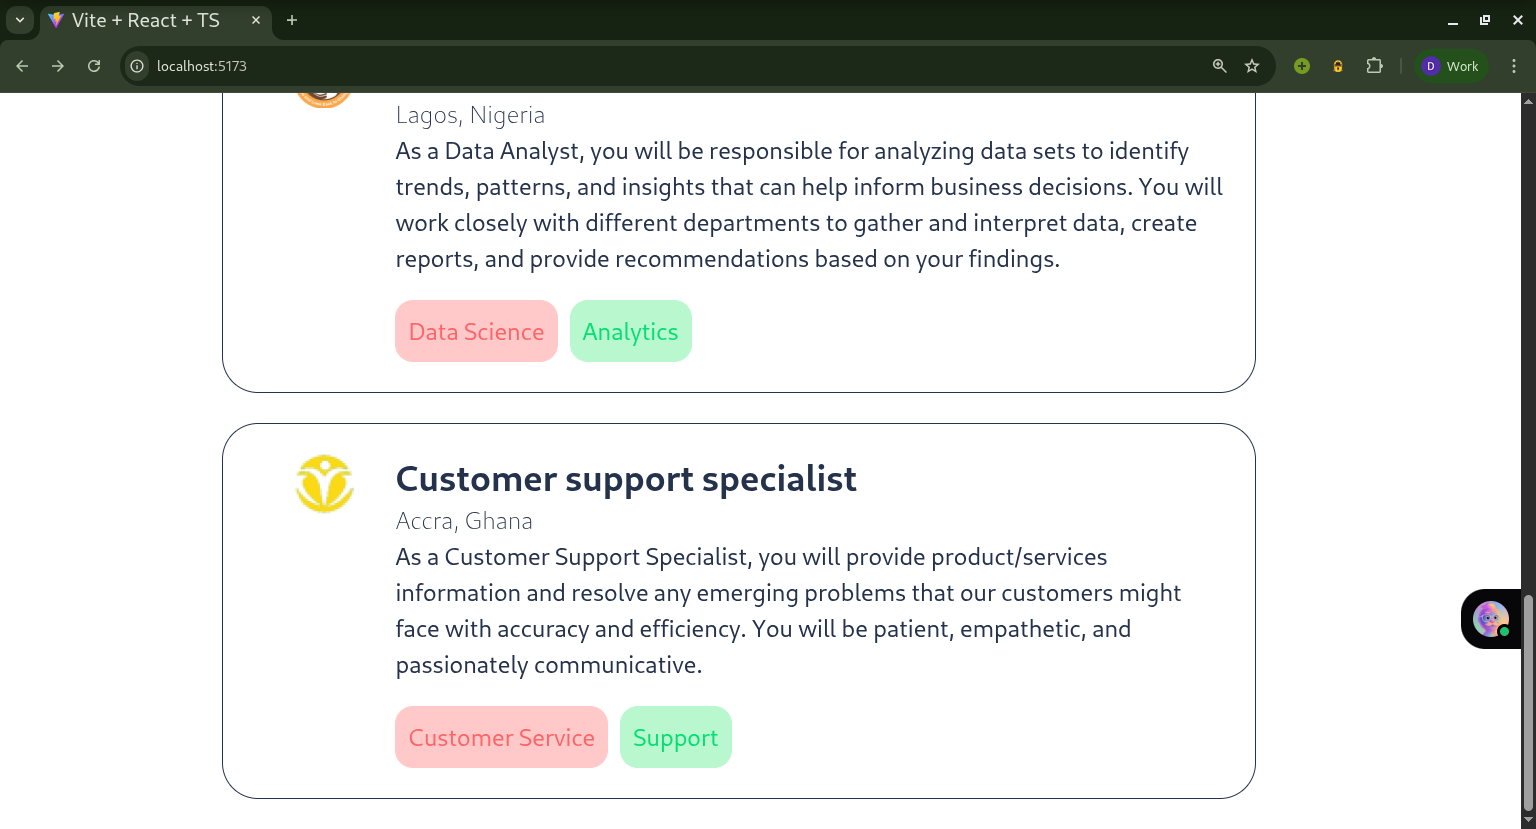 Vite + React + TS
localhost:5173
D Work
Lagos, Nigeria
As a Data Analyst, you will be responsible for analyzing data sets to identify
trends, patterns, and insights that can help inform business decisions. You will
work closely with different departments to gather and interpret data, create
reports, and provide recommendations based on your findings.
Data Science Analytics
Customer support specialist
Accra, Ghana
As a Customer Support Specialist, you will provide product/services
information and resolve any emerging problems that our customers might
face with accuracy and efficiency. You will be patient, empathetic, and
passionately communicative.
Customer Service Support